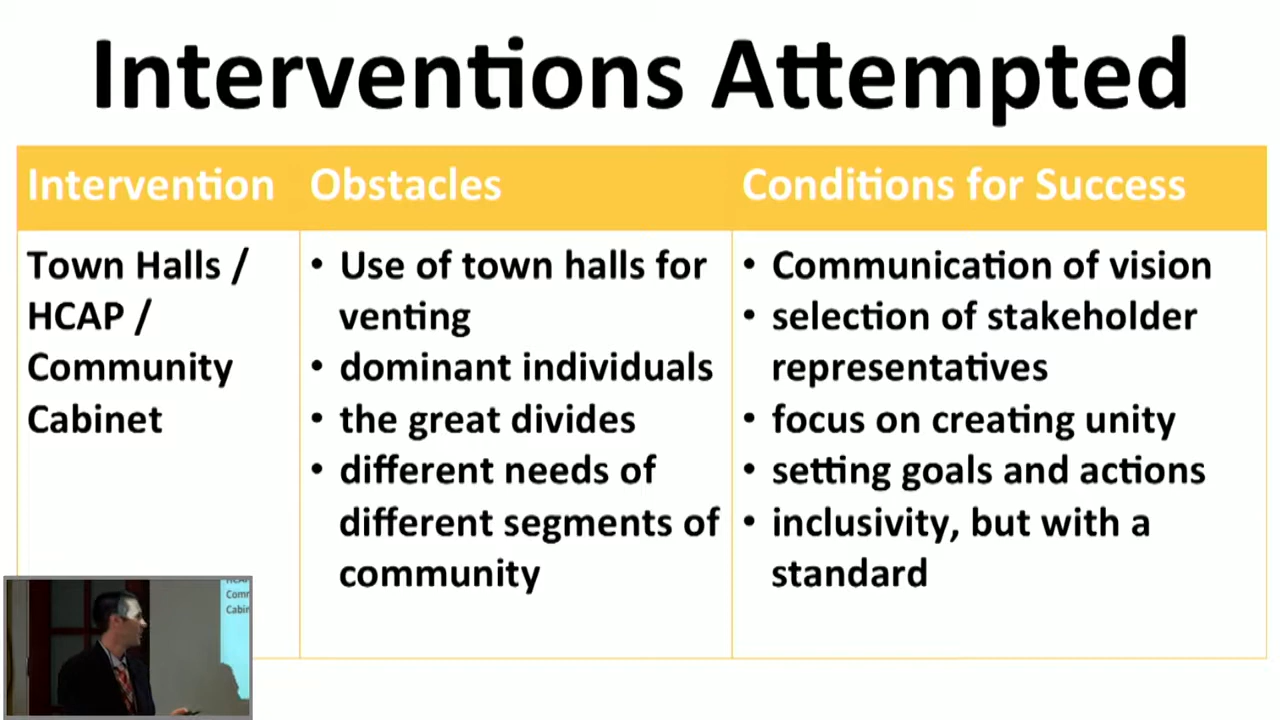 Interventions Attempted
Intervention
Obstacles
Conditions for Success
Town Halls /
HCAP /
Community
Cabinet
• Use of town halls for
venting
• dominant individuals
• the great divides
• different needs of
different segments of
community
• Communication of vision
• selection of stakeholder
representatives
• focus on creating unity
• setting goals and actions
• inclusivity, but with a
standard
Comm
Cabin